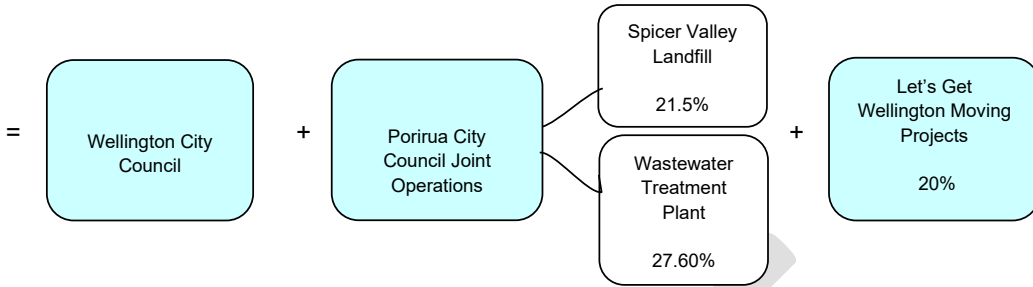 =
Wellington City
Council
+
Porirua City
Council Joint
Operations
Spicer Valley
Landfill
21.5%
Wastewater
Treatment
Plant
27.60%
+
Let's Get
Wellington Moving
Projects
20%